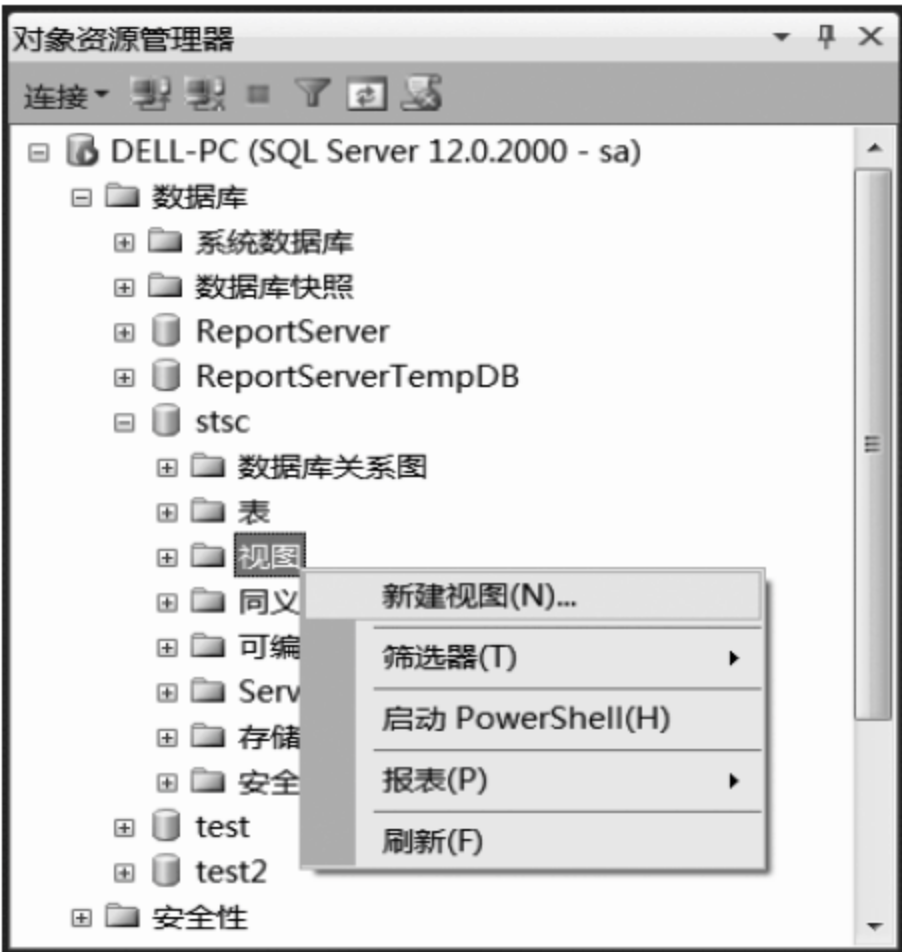 对象资源管理器
连接
DELL-PC (SQL Server 12.0.2000 - sa)
数据库
系统数据库
数据库快照
ReportServer
ReportServerTempDB
stsc
数据库关系图
表
视图
新建视图(N)...
同义
筛选器(T)
可编
Serv
启动 PowerShell(H)
存储
报表(P)
安全
test
刷新(F)
test2
安全性